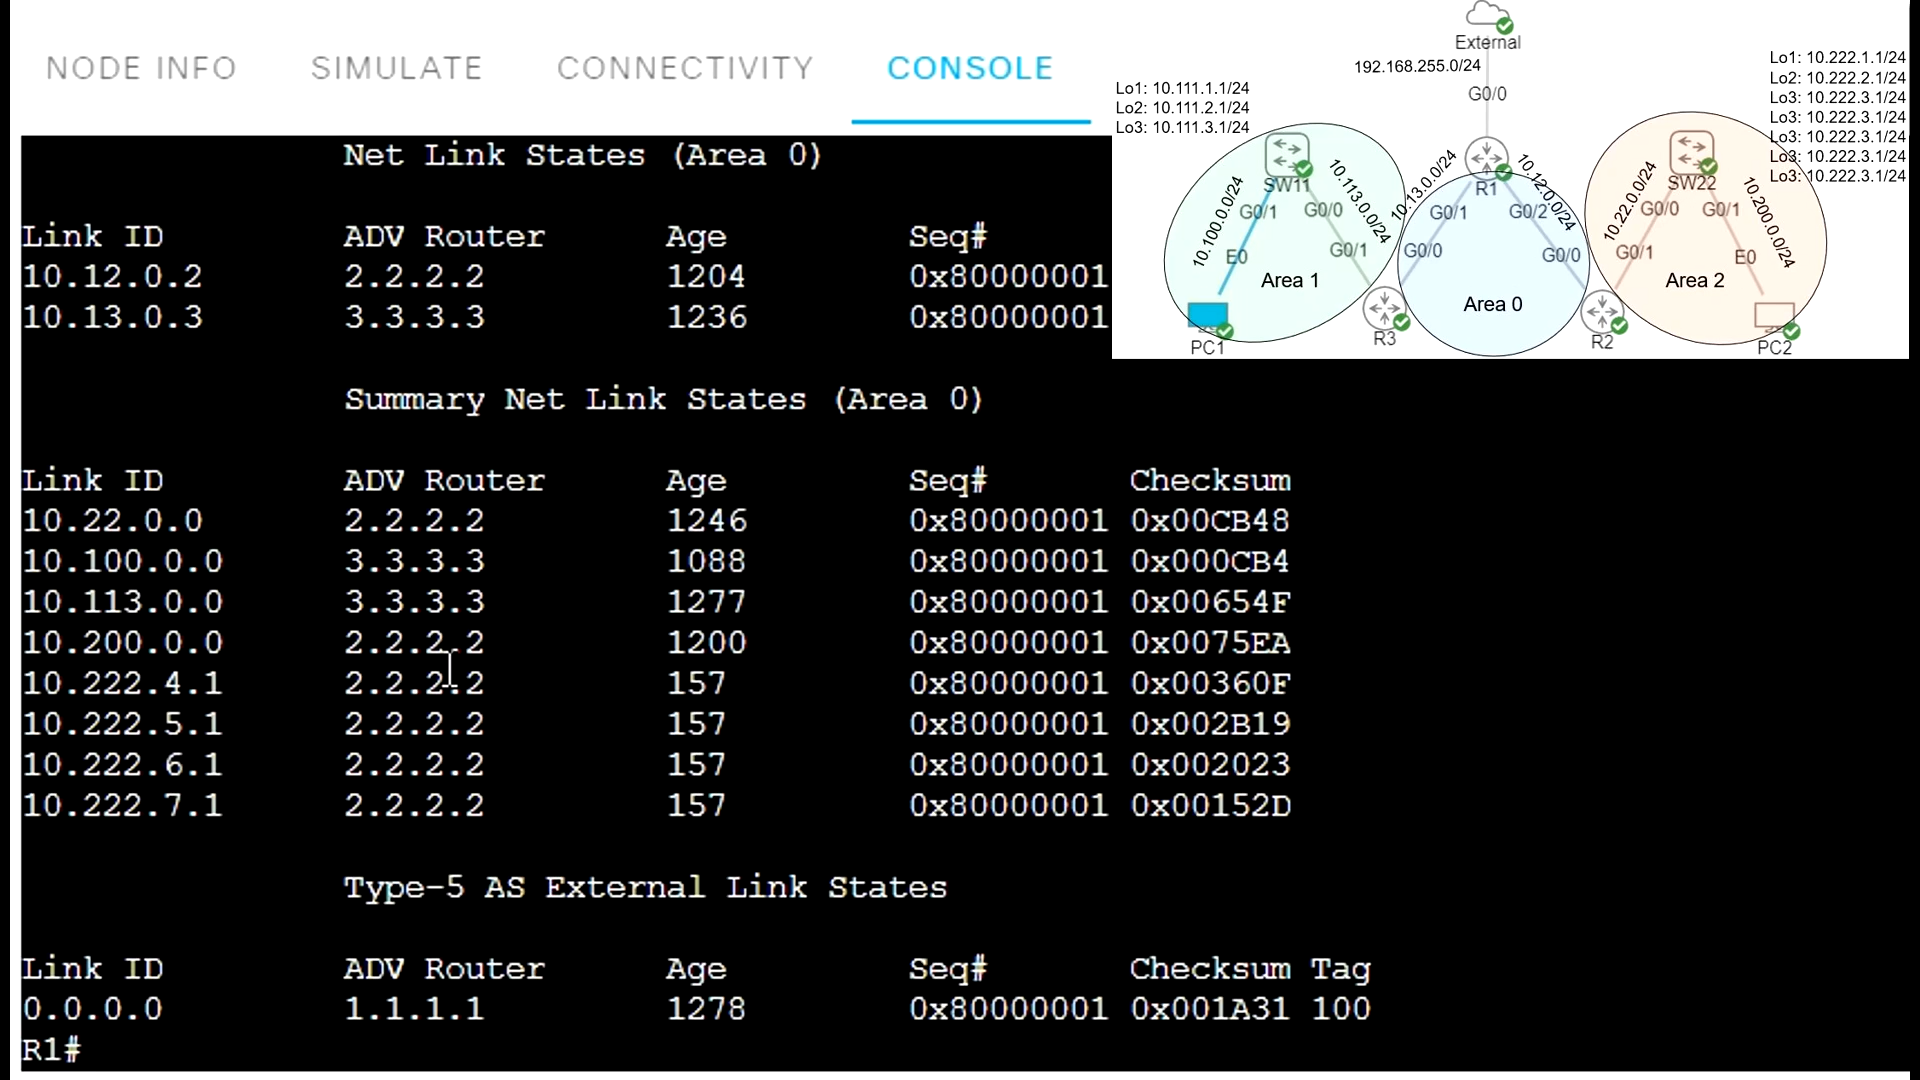 NODE INFO SIMULATE CONNECTIVITY CONSOLE
Net Link States (Area 0)
Link ID ADV Router Age Seq#
10.12.0.2 2.2.2.2 1204 0x80000001
10.13.0.3 3.3.3.3 1236 0x80000001
Summary Net Link States (Area 0)
Link ID ADV Router Age Seq# Checksum
10.22.0.0 2.2.2.2 1246 0x80000001 0x00CB48
10.100.0.0 3.3.3.3 1088 0x80000001 0x000CB4
10.113.0.0 3.3.3.3 1277 0x80000001 0x00654F
10.200.0.0 2.2.2.2 1200 0x80000001 0x0075EA
10.222.4.1 2.2.2.2 157 0x80000001 0x00360F
10.222.5.1 2.2.2.2 157 0x80000001 0x002B19
10.222.6.1 2.2.2.2 157 0x80000001 0x002023
10.222.7.1 2.2.2.2 157 0x80000001 0x00152D
Type-5 AS External Link States
Link ID ADV Router Age Seq# Checksum Tag
0.0.0.0 1.1.1.1 1278 0x80000001 0x001A31 100
R1#
External
192.168.255.0/24
G0/0
Lo1: 10.111.1.1/24
Lo2: 10.111.2.1/24
Lo3: 10.111.3.1/24
Lo1: 10.222.1.1/24
Lo2: 10.222.2.1/24
Lo3: 10.222.3.1/24
Lo3: 10.222.3.1/24
Lo3: 10.222.3.1/24
Lo3: 10.222.3.1/24
Lo3: 10.222.3.1/24
SW11
R1
SW22
10.100.0.0/24
10.113.0.0/24
10.13.0.0/24
10.12.0.0/24
10.22.0.0/24
10.200.0.0/24
G0/1 G0/0 G0/1 G0/2 G0/0 G0/1
E0 G0/1 G0/0 G0/0 G0/1 E0
Area 1
Area 0
Area 2
PC1
R3
R2
PC2